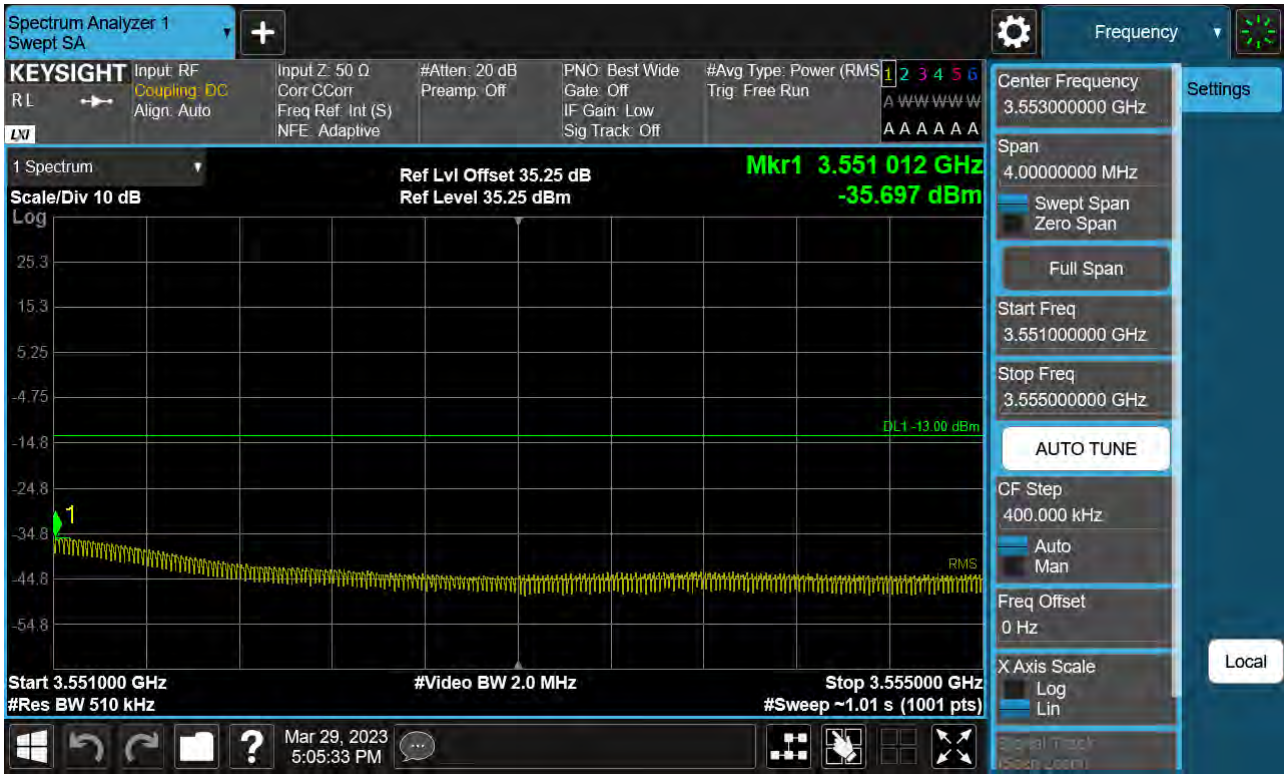 Spectrum Analyzer 1
Swept SA
+
Frequency
KEYSIGHT
RL
LXI
Input: RF
Coupling: DC
Align: Auto
Input Z: 50 Ω
Corr CCorr
Freq Ref: Int (S)
NFE: Adaptive
#Atten: 20 dB
Preamp: Off
PNO: Best Wide
Gate: Off
IF Gain: Low
Sig Track: Off
#Avg Type: Power (RMS
Trig: Free Run
1 2 3 4 5 6
A W W W W W
A A A A A A
1 Spectrum
Scale/Div 10 dB
Ref Lvl Offset 35.25 dB
Ref Level 35.25 dBm
Mkr1 3.551 012 GHz
-35.697 dBm
Log
25.3
15.3
5.25
-4.75
-14.8
-24.8
-34.8
-44.8
-54.8
DL1 -13.00 dBm
1
RMS
Start 3.551000 GHz
#Res BW 510 kHz
#Video BW 2.0 MHz
Stop 3.555000 GHz
#Sweep ~1.01 s (1001 pts)
Center Frequency
3.553000000 GHz
Settings
Span
4.00000000 MHz
Swept Span
Zero Span
Full Span
Start Freq
3.551000000 GHz
Stop Freq
3.555000000 GHz
AUTO TUNE
CF Step
400.000 kHz
Auto
Man
Freq Offset
0 Hz
X Axis Scale
Log
Lin
Local
Signal Track
(Span Zoom)
?
Mar 29, 2023
5:05:33 PM